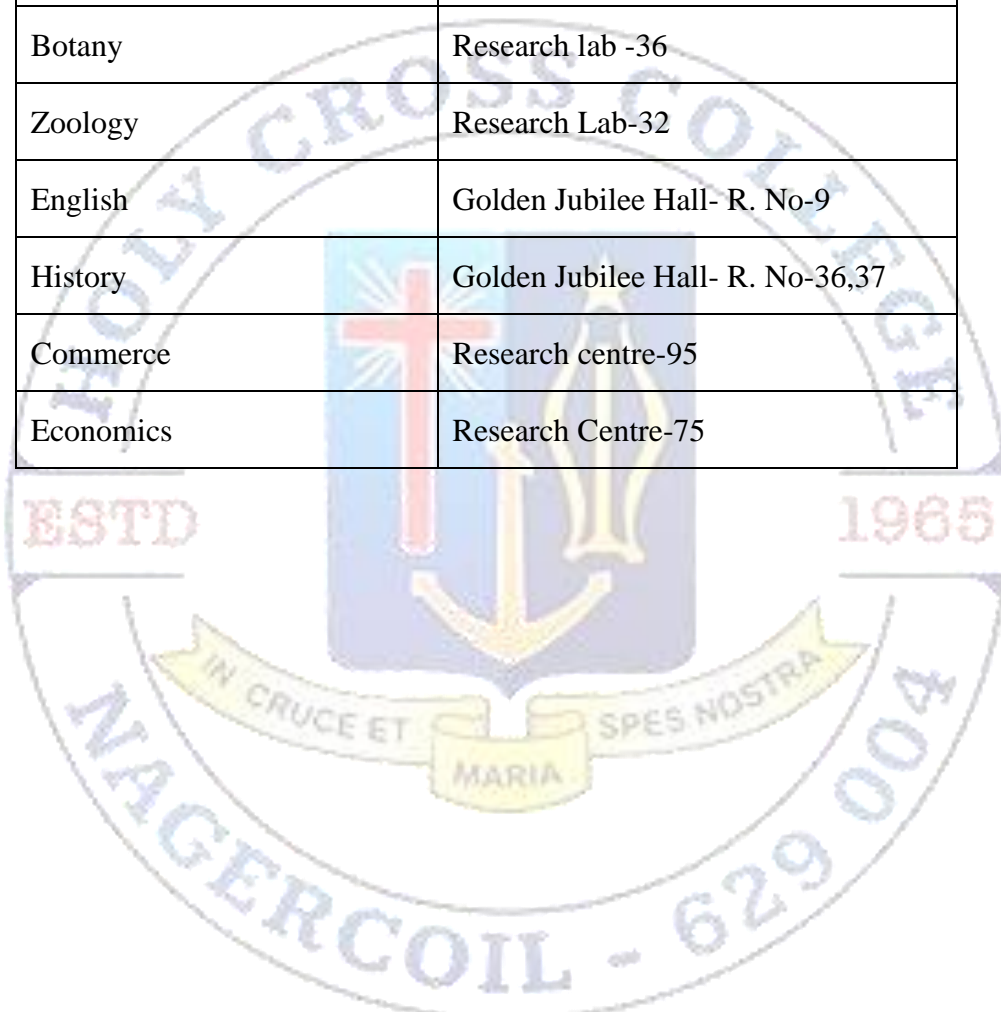 Botany Research lab -36
Zoology Research Lab-32
English Golden Jubilee Hall- R. No-9
History Golden Jubilee Hall- R. No-36,37
Commerce Research centre-95
Economics Research Centre-75
HOLY CROSS COLLEGE
ESTD 1965
IN CRUCE ET MARIA SPES NOSTRA
NAGERCOIL - 629 004